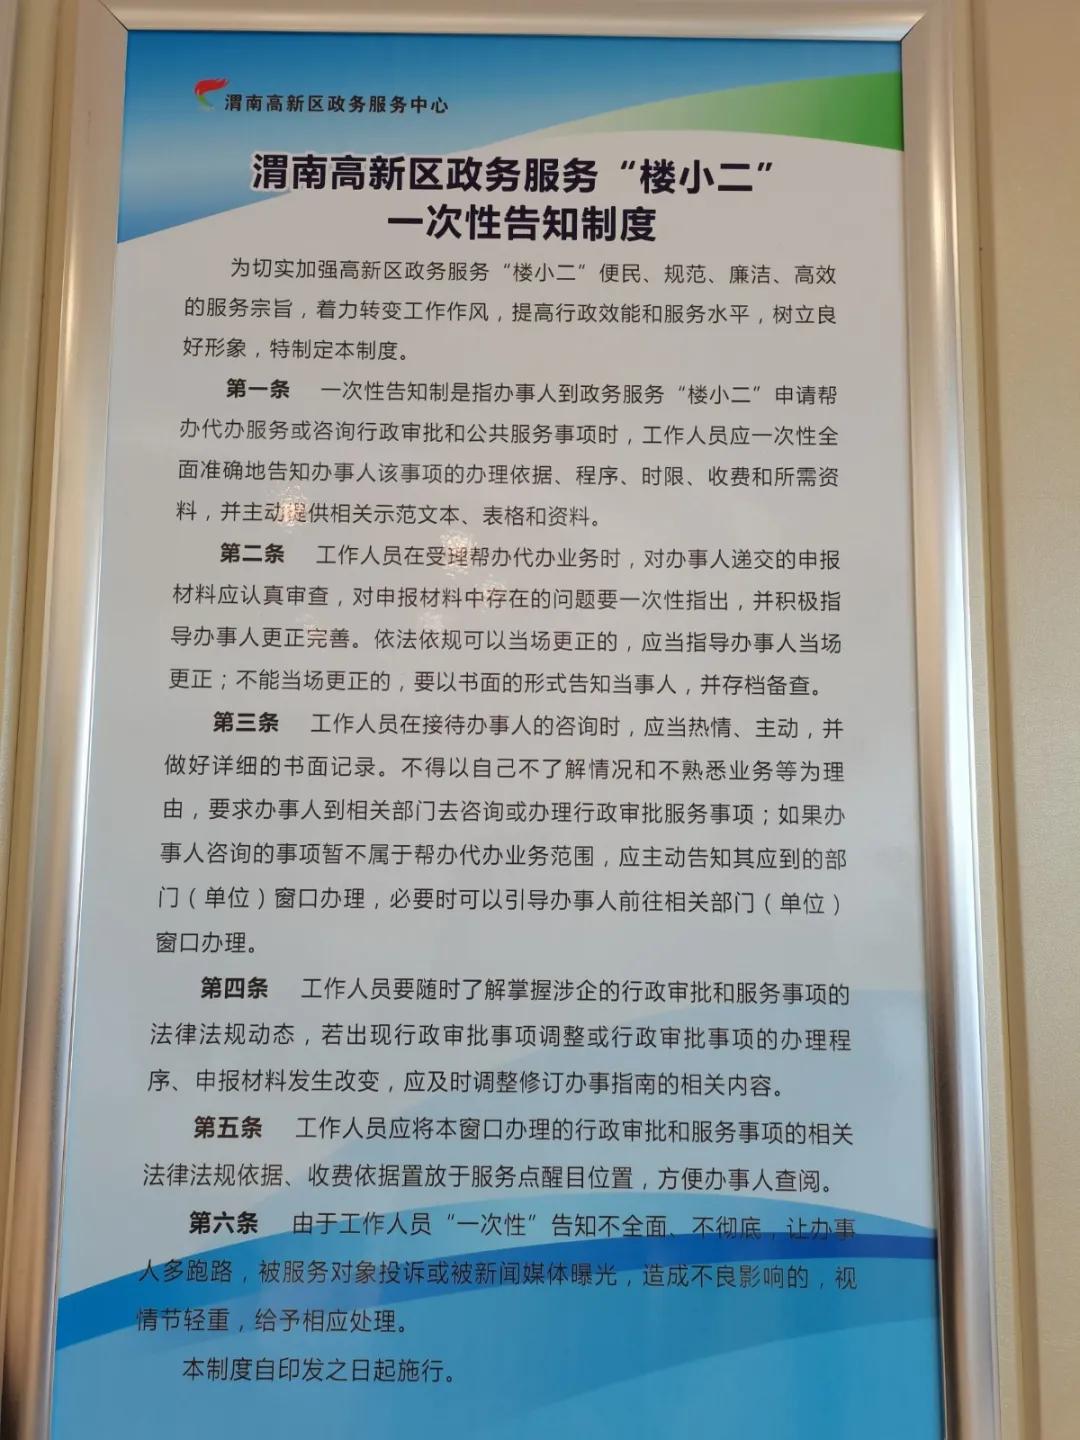 渭南高新区政务服务中心
渭南高新区政务服务“楼小二”
一次性告知制度
为切实加强高新区政务服务“楼小二”便民、规范、廉洁、高效
的服务宗旨，着力转变工作作风，提高行政效能和服务水平，树立良
好形象，特制定本制度。
第一条 一次性告知制是指办事人到政务服务“楼小二”申请帮
办代办服务或咨询行政审批和公共服务事项时，工作人员应一次性全
面准确地告知办事人该事项的办理依据、程序、时限、收费和所需资
料，并主动提供相关示范文本、表格和资料。
第二条 工作人员在受理帮办代办业务时，对办事人递交的申报
材料应认真审查，对申报材料中存在的问题要一次性指出，并积极指
导办事人更正完善。依法依规可以当场更正的，应当指导办事人当场
更正；不能当场更正的，要以书面的形式告知当事人，并存档备查。
第三条 工作人员在接待办事人的咨询时，应当热情、主动，并
做好详细的书面记录。不得以自己不了解情况和不熟悉业务等为理
由，要求办事人到相关部门去咨询或办理行政审批服务事项；如果办
事人咨询的事项暂不属于帮办代办业务范围，应主动告知其应到的部
门（单位）窗口办理，必要时可以引导办事人前往相关部门（单位）
窗口办理。
第四条 工作人员要随时了解掌握涉企的行政审批和服务事项的
法律法规动态，若出现行政审批事项调整或行政审批事项的办理程
序、申报材料发生改变，应及时调整修订办事指南的相关内容。
第五条 工作人员应将本窗口办理的行政审批和服务事项的相关
法律法规依据、收费依据置放于服务点醒目位置，方便办事人查阅。
第六条 由于工作人员“一次性”告知不全面、不彻底，让办事
人多跑路，被服务对象投诉或被新闻媒体曝光，造成不良影响的，视
情节轻重，给予相应处理。
本制度自印发之日起施行。